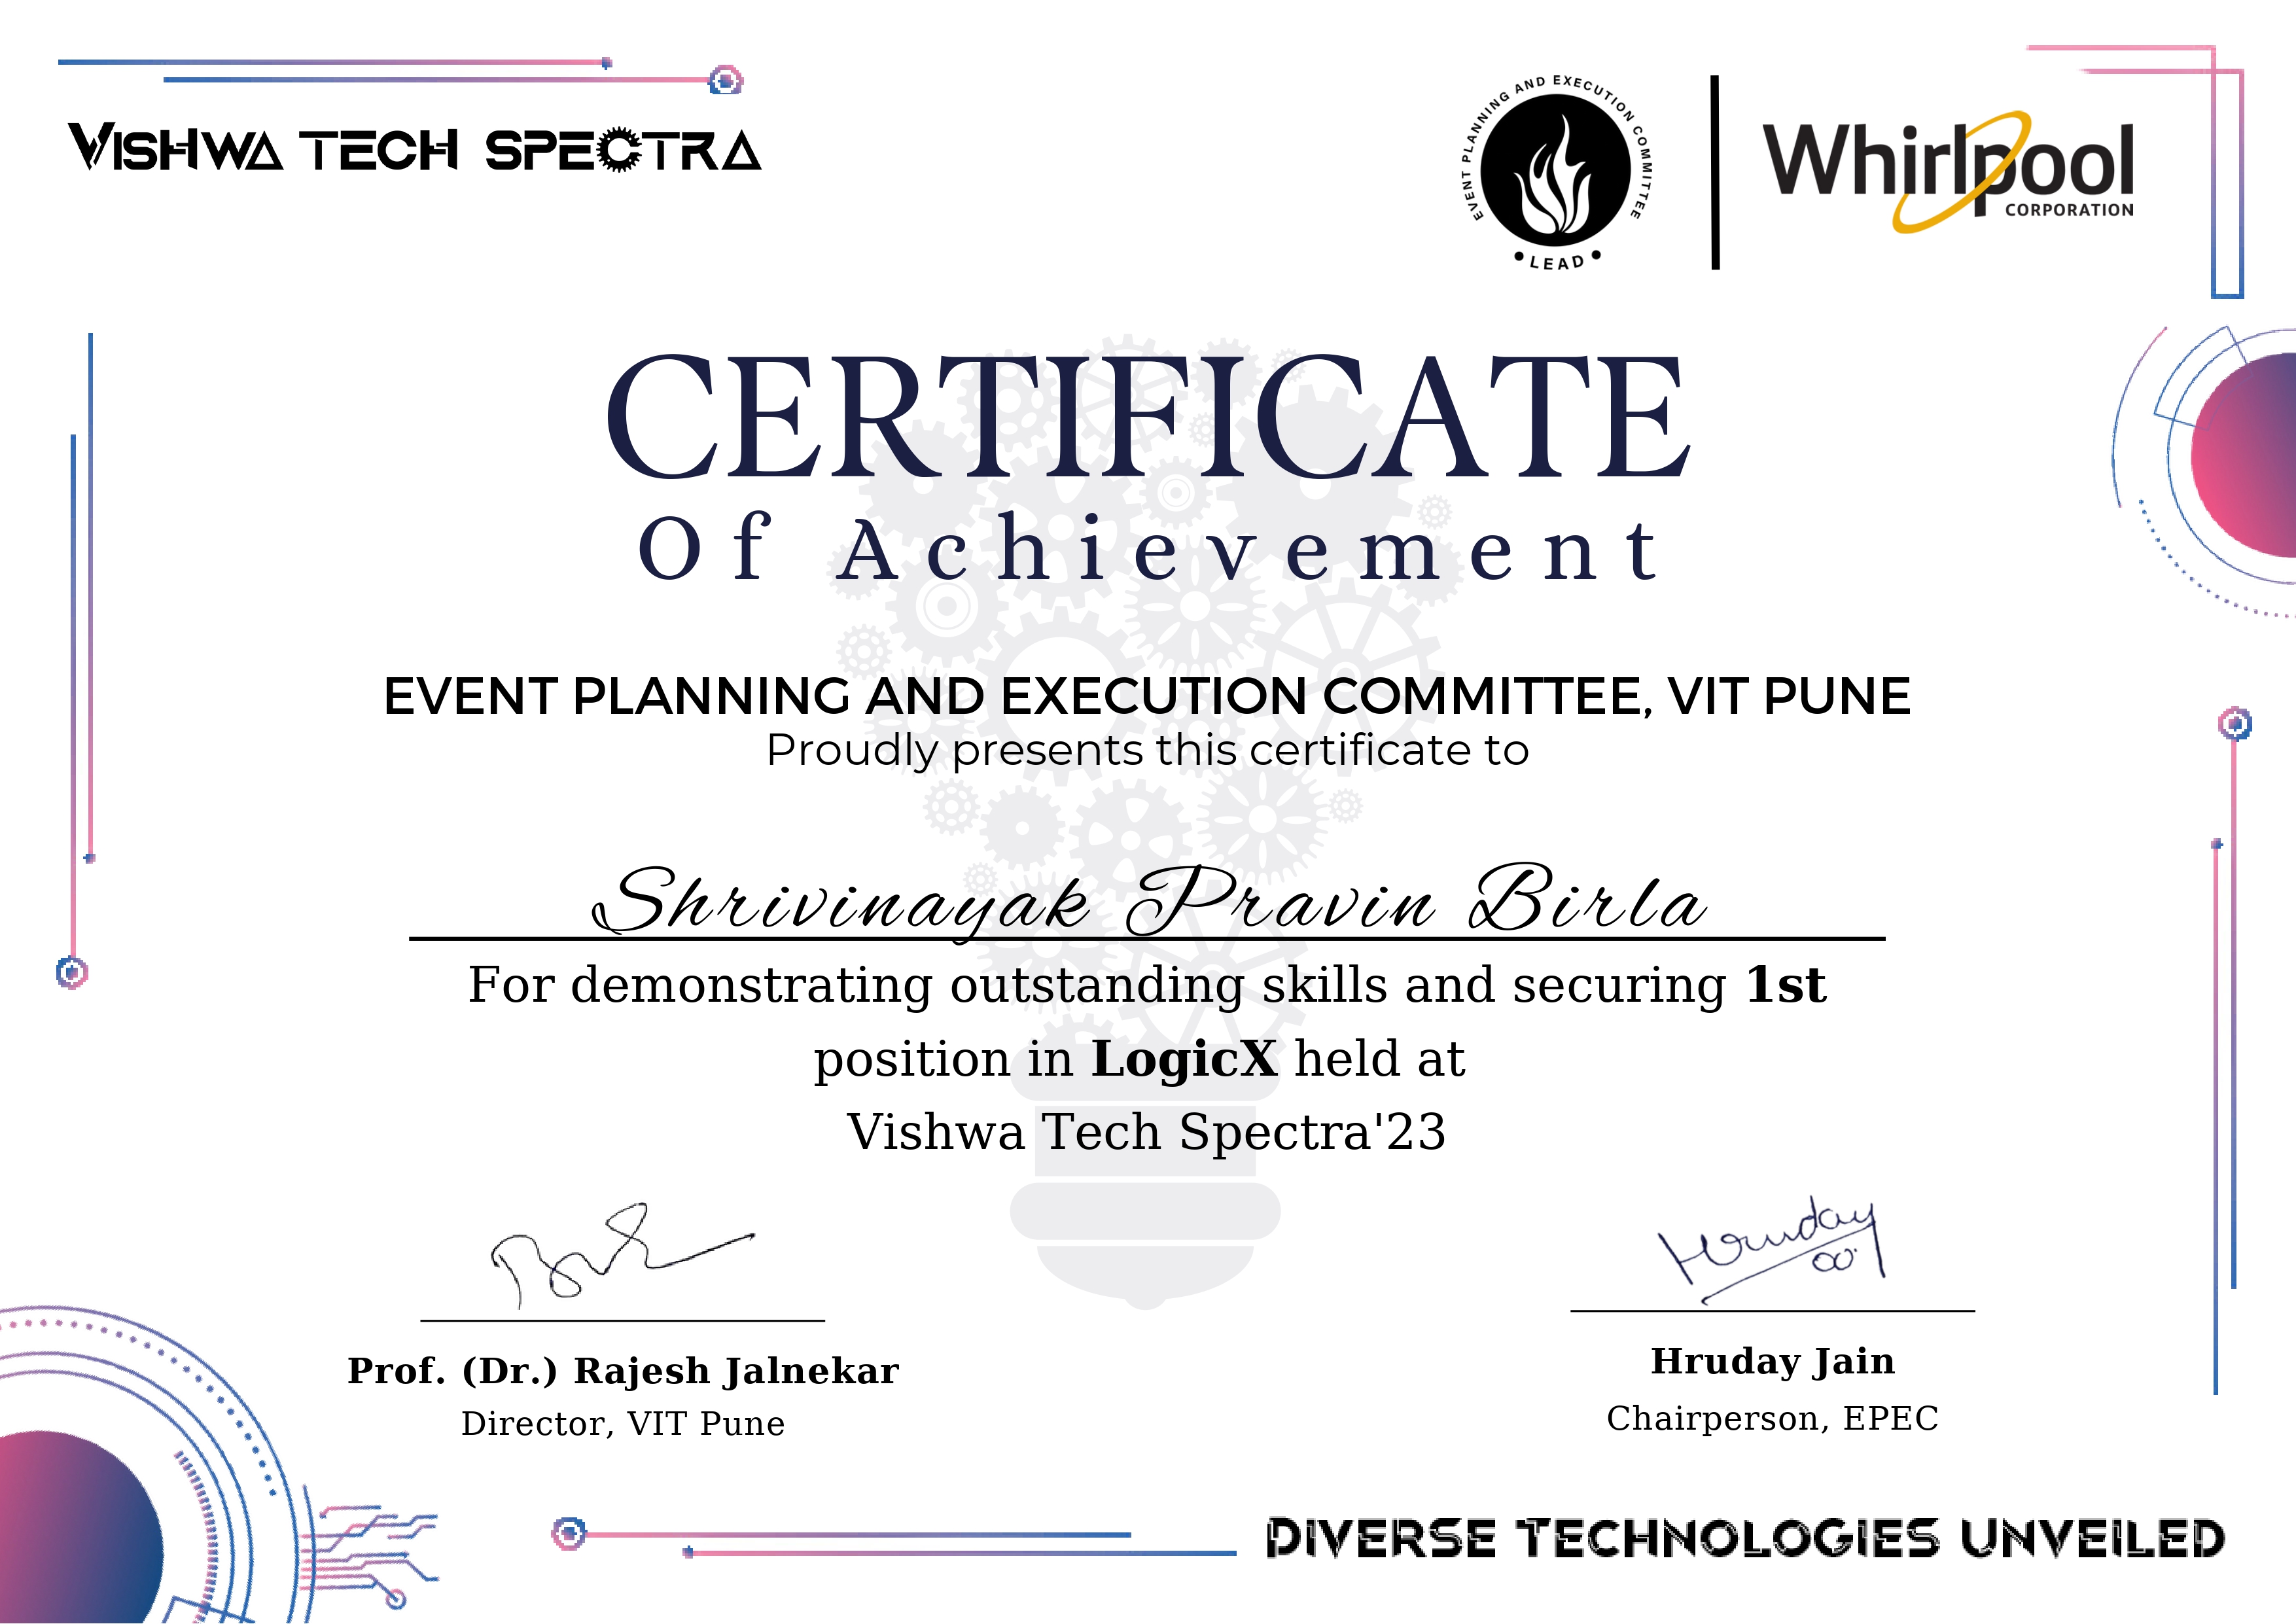 VISHWA TECH SPECTRA
EVENT PLANNING AND EXECUTION COMMITTEE
• LEAD •
Whirlpool
CORPORATION
CERTIFICATE
Of Achievement
EVENT PLANNING AND EXECUTION COMMITTEE, VIT PUNE
Proudly presents this certificate to
Shrivinayak Pravin Birla
For demonstrating outstanding skills and securing 1st
position in LogicX held at
Vishwa Tech Spectra'23
Hruday
Prof. (Dr.) Rajesh Jalnekar
Director, VIT Pune
Hruday Jain
Chairperson, EPEC
DIVERSE TECHNOLOGIES UNVEILED